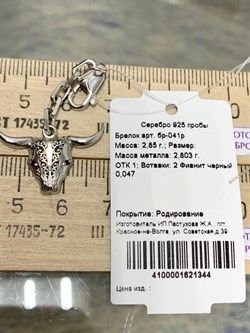 Серебро 925 пробы
Брелок арт. бр-041р
Масса: 2,85 г.; Размер:
Масса металла: 2,803 г.
ОТК 1; Вставки: 2 Фианит черный
0,047
Покрытие: Родирование
Изготовитель ИП Пастухова Ж.А., пгт.
Красное-на-Волге, ул. Советская д.39
4100001621344
Цена изд. :
17435-72
ГОСТ 17435-72